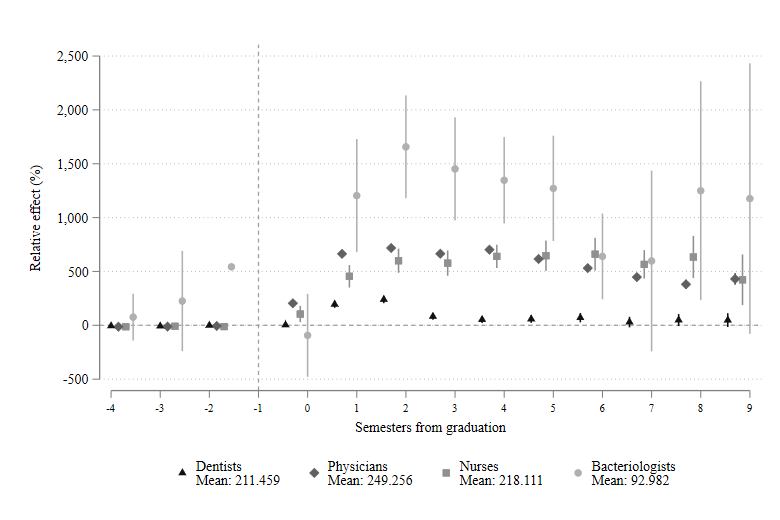 2,500
2,000
1,500
1,000
500
0
-500
Relative effect (%)
-4 -3 -2 -1 0 1 2 3 4 5 6 7 8 9
Semesters from graduation
Dentists Physicians Nurses Bacteriologists
Mean: 211.459 Mean: 249.256 Mean: 218.111 Mean: 92.982